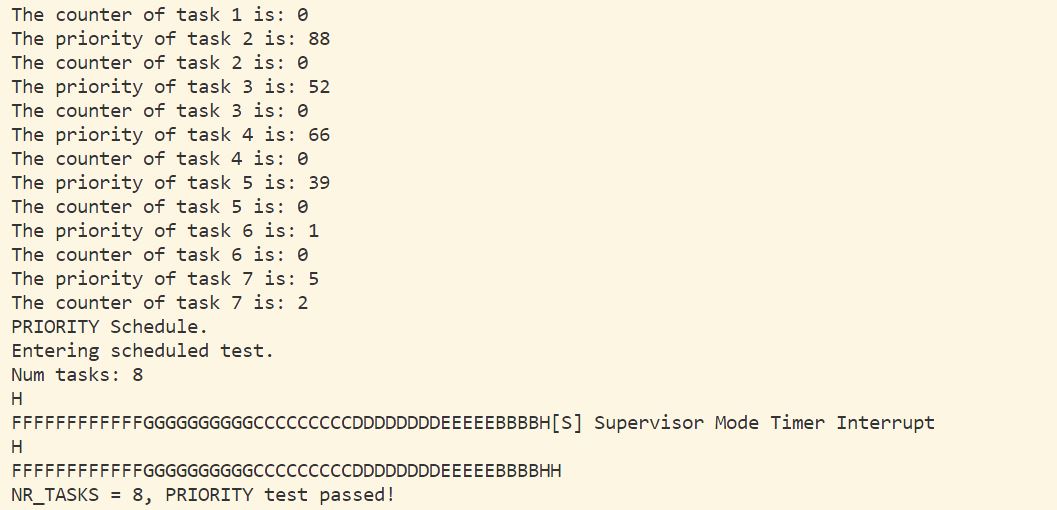 The counter of task 1 is: 0
The priority of task 2 is: 88
The counter of task 2 is: 0
The priority of task 3 is: 52
The counter of task 3 is: 0
The priority of task 4 is: 66
The counter of task 4 is: 0
The priority of task 5 is: 39
The counter of task 5 is: 0
The priority of task 6 is: 1
The counter of task 6 is: 0
The priority of task 7 is: 5
The counter of task 7 is: 2
PRIORITY Schedule.
Entering scheduled test.
Num tasks: 8
H
FFFFFFFFFFFFGGGGGGGGGGCCCCCCCCCDDDDDDDDEEEEEBBBBH[S] Supervisor Mode Timer Interrupt
H
FFFFFFFFFFFFGGGGGGGGGGCCCCCCCCCDDDDDDDDEEEEEBBBBHH
NR_TASKS = 8, PRIORITY test passed!